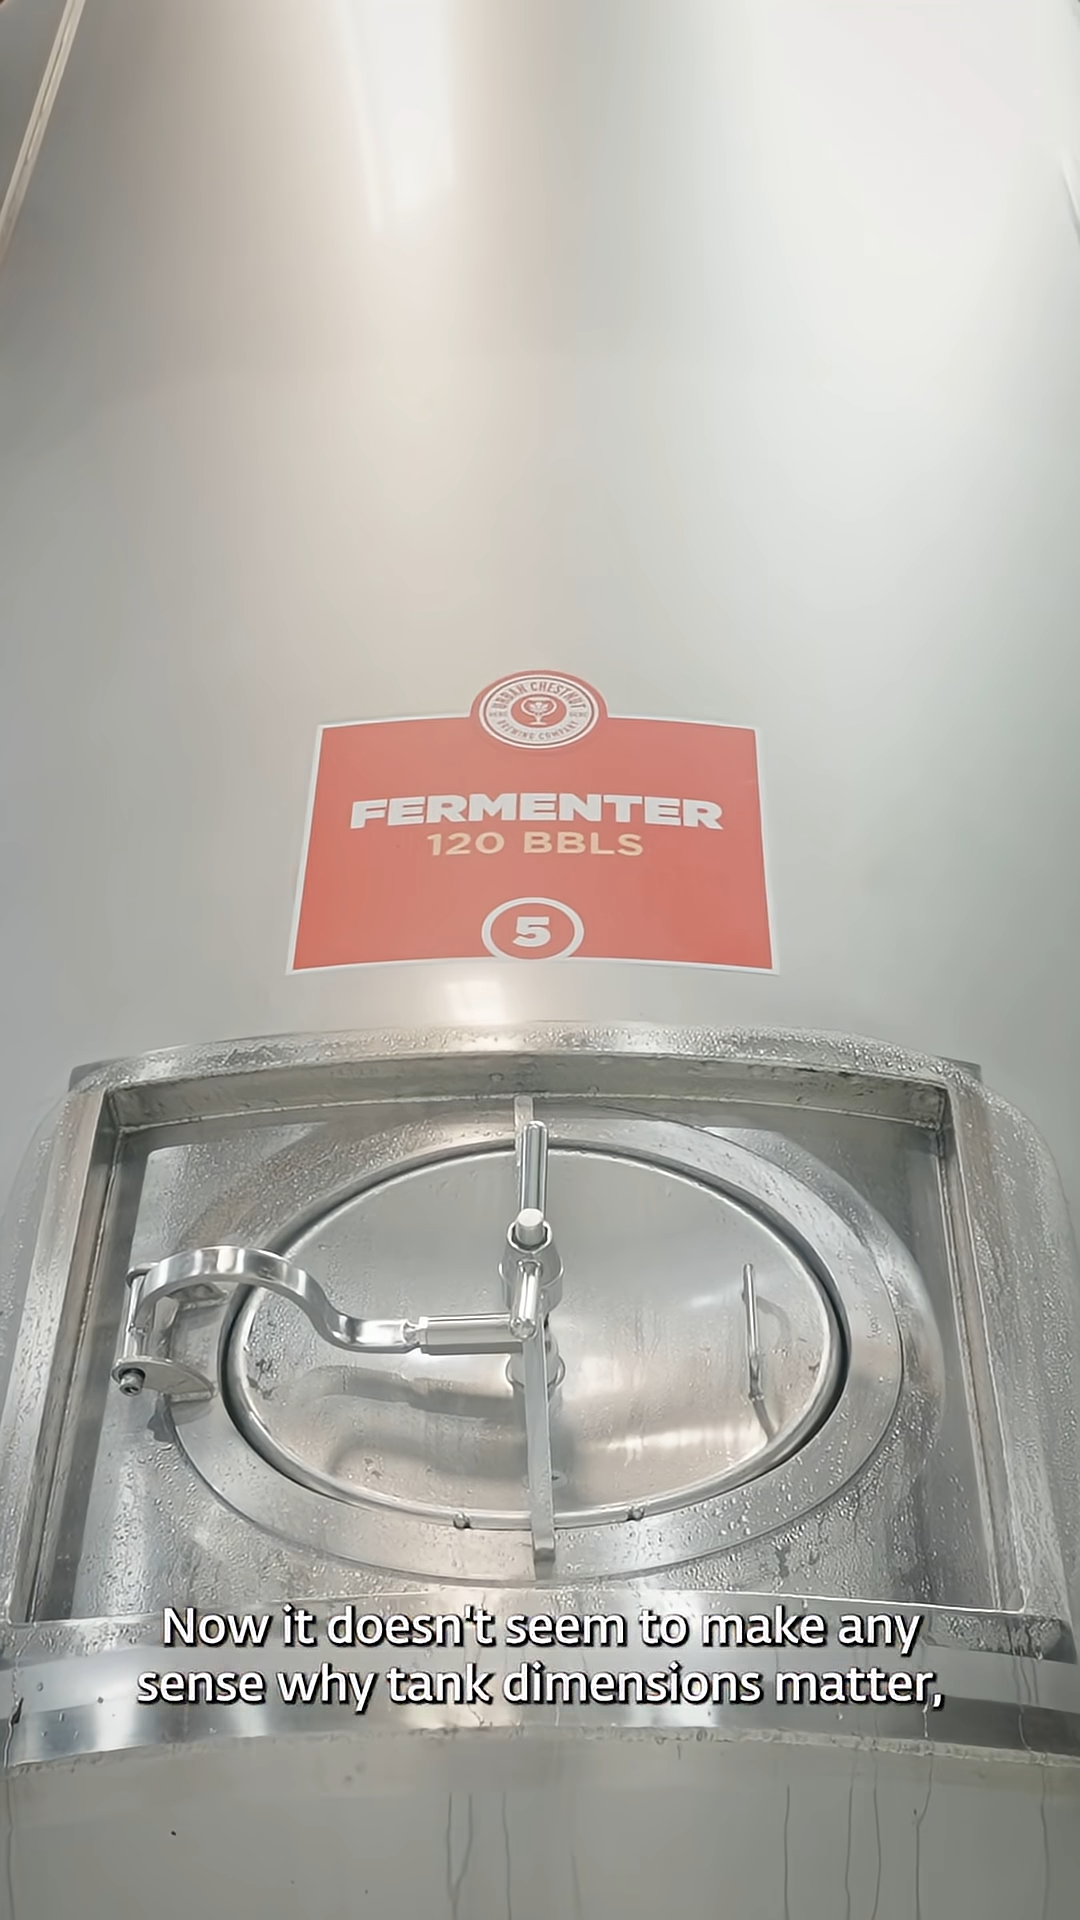 URBAN CHESTNUT
BREWING COMPANY
FERMENTER
120 BBLS
5
Now it doesn't seem to make any
sense why tank dimensions matter,